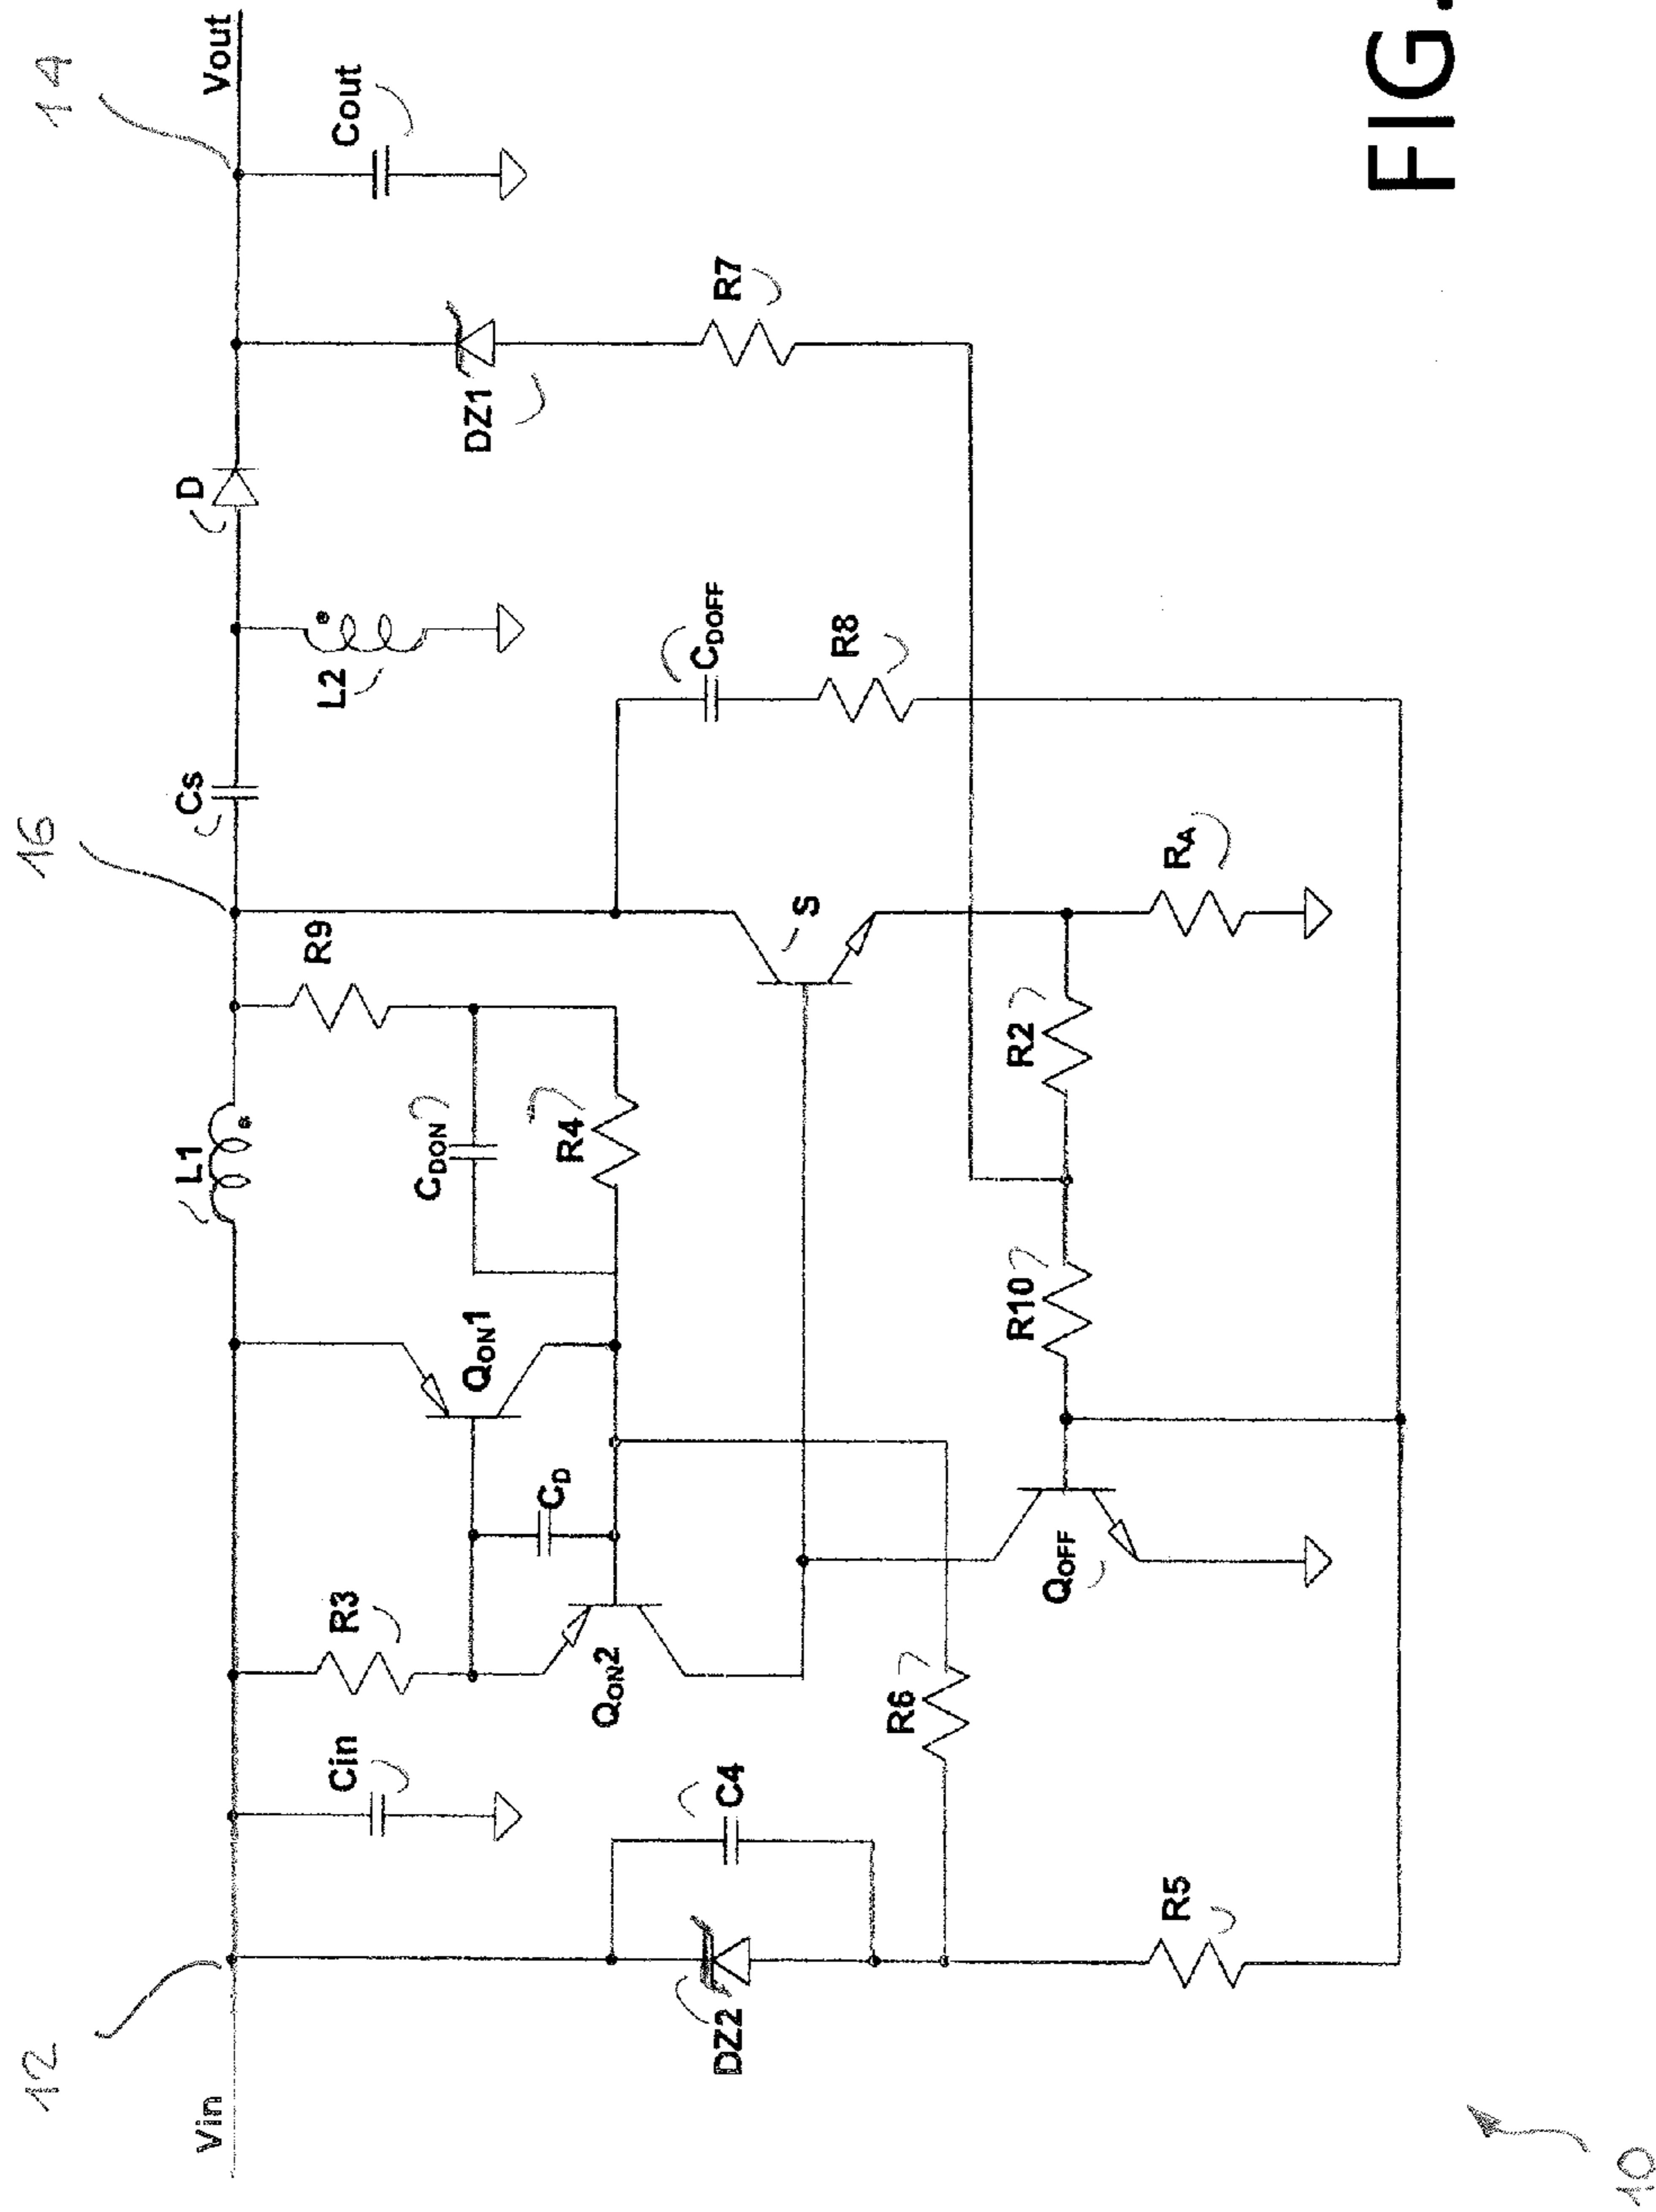 12
14
16
Vin
Vout
L1
Cs
D
R9
L2
Cout
Cin
R3
QON1
CD
CDON
R4
DZ1
R7
QON2
CDOFF
R8
DZ2
C4
S
R6
R10
R2
QOFF
RA
R5
10
FIG.